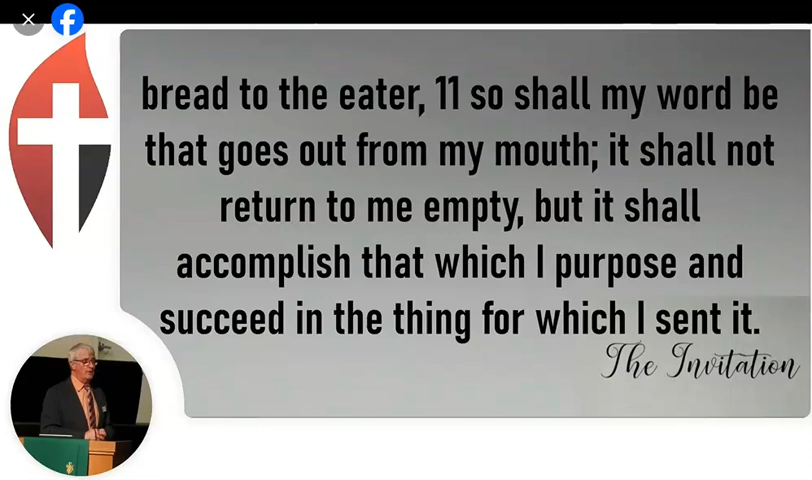 bread to the eater, 11 so shall my word be
that goes out from my mouth; it shall not
return to me empty, but it shall
accomplish that which I purpose and
succeed in the thing for which I sent it.
The Invitation